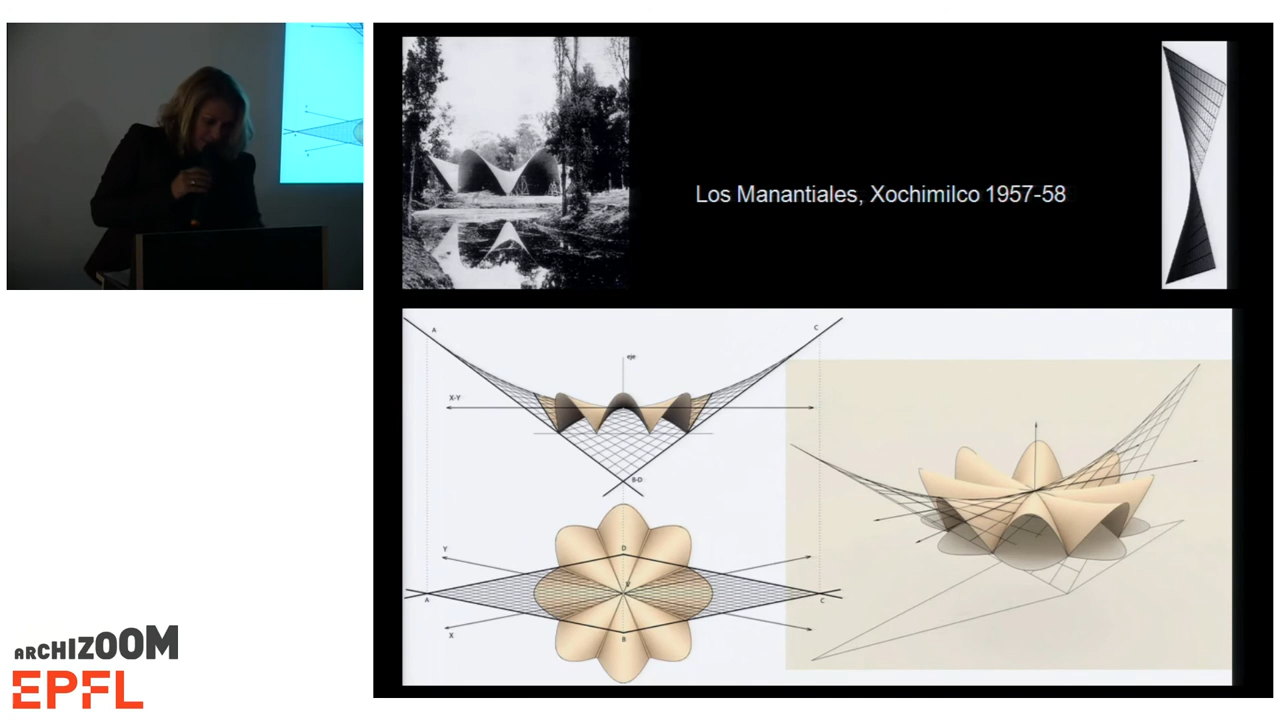 Los Manantiales, Xochimilco 1957-58
A
eje
C
X-Y
B-D
Y
D
A
C
X
B
ARCHIZOOM
EPFL